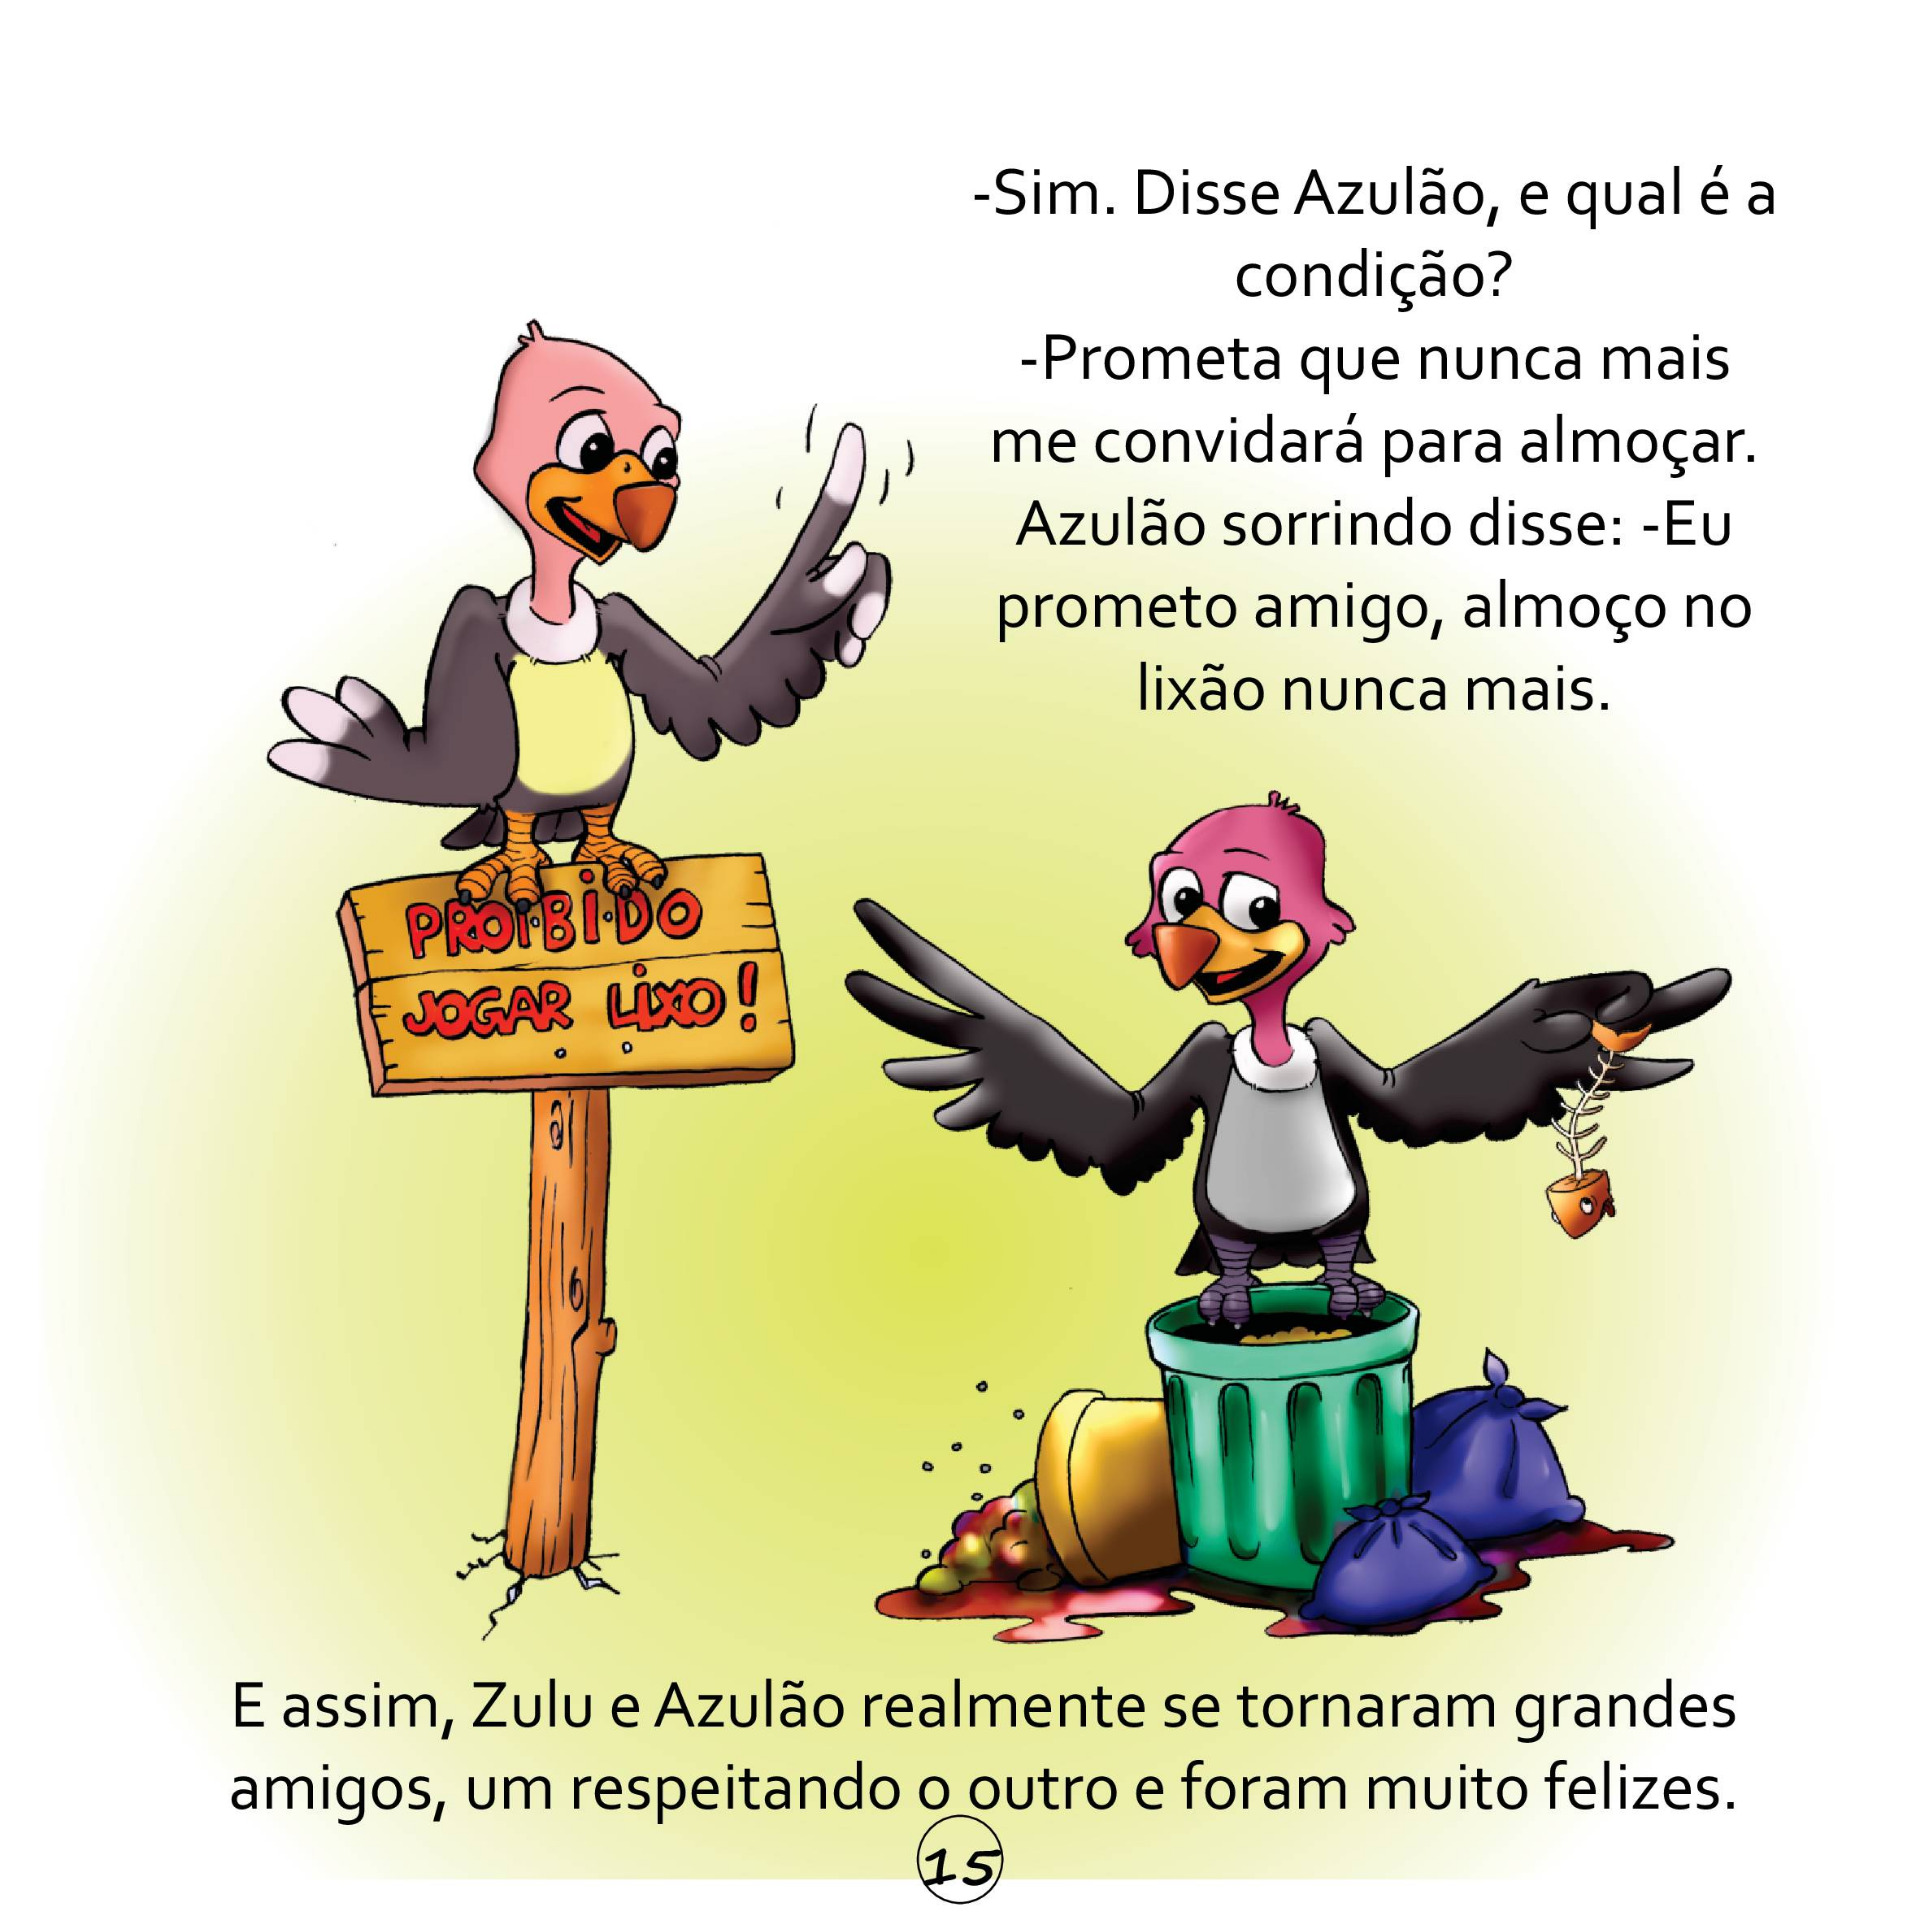 -Sim. Disse Azulão, e qual é a
condição?
-Prometa que nunca mais
me convidará para almoçar.
Azulão sorrindo disse: -Eu
prometo amigo, almoço no
lixão nunca mais.
PROIBIDO
JOGAR LIXO!
E assim, Zulu e Azulão realmente se tornaram grandes
amigos, um respeitando o outro e foram muito felizes.
15